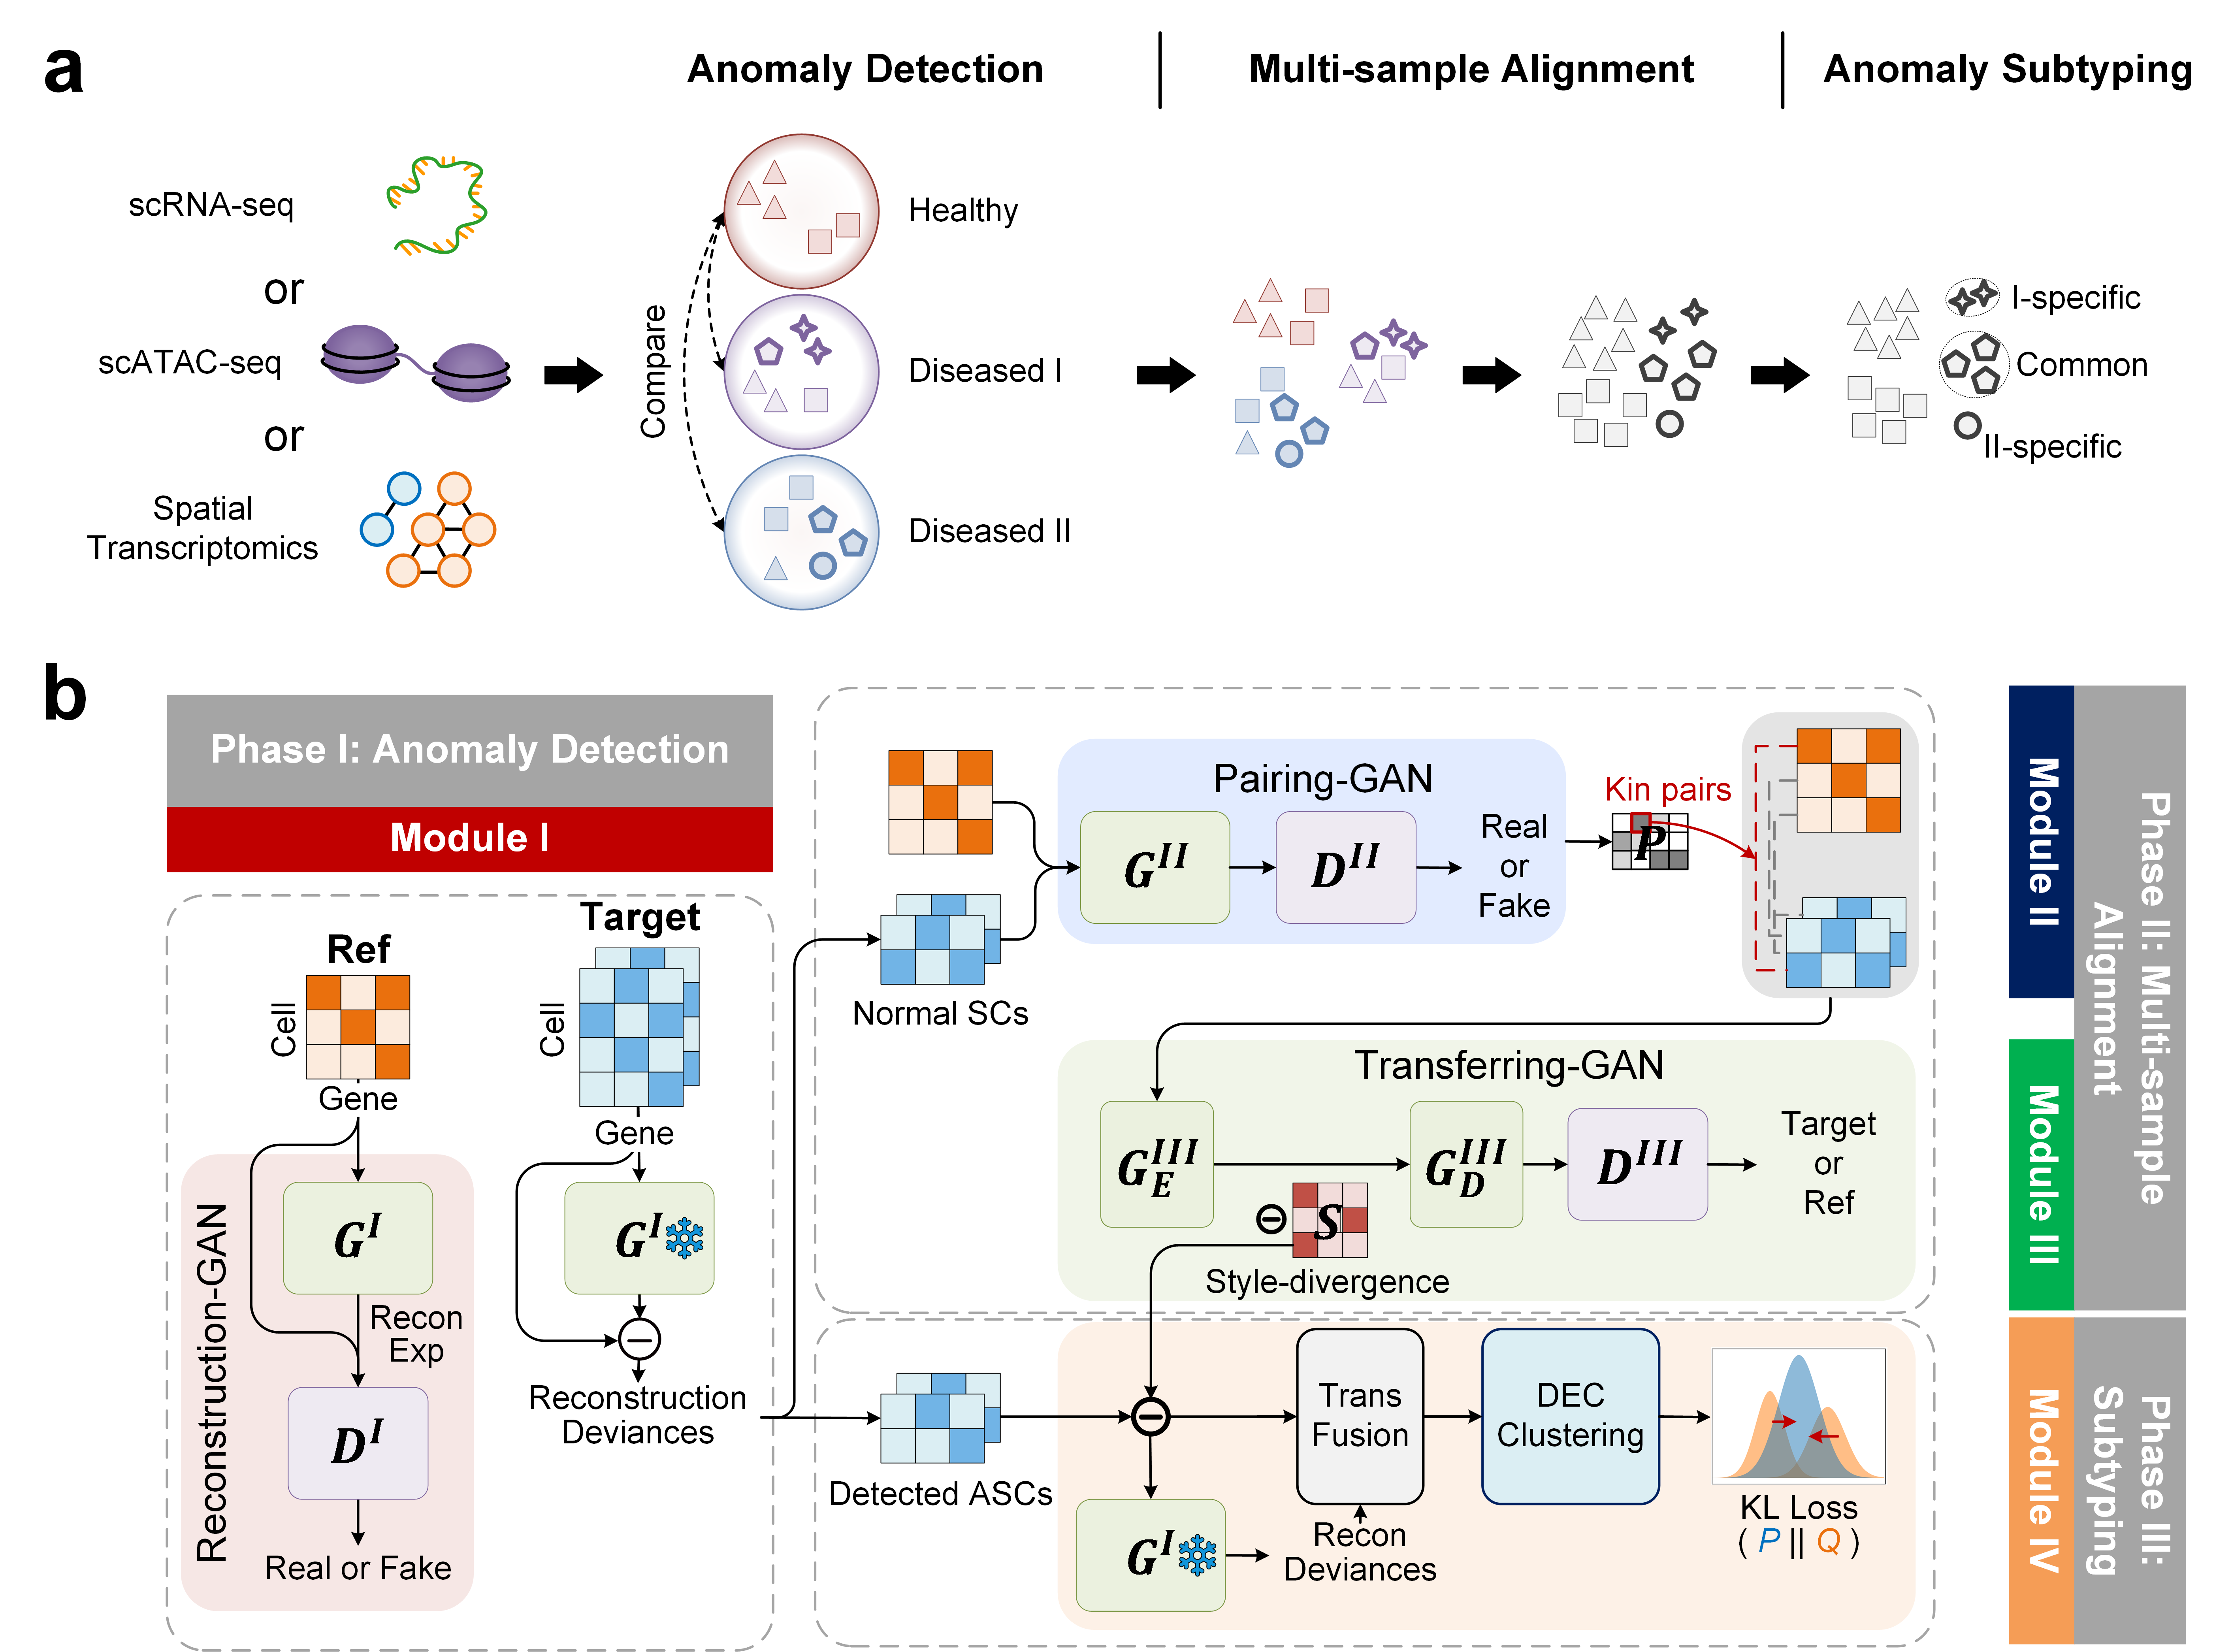 a
Anomaly Detection
Multi-sample Alignment
Anomaly Subtyping
scRNA-seq
or
scATAC-seq
or
Spatial
Transcriptomics
Compare
Healthy
Diseased I
Diseased II
I-specific
Common
II-specific
b
Phase I: Anomaly Detection
Module I
Ref
Cell
Gene
Target
Cell
Gene
Reconstruction-GAN
G^I
Recon
Exp
D^I
Real or Fake
G^I
Reconstruction
Deviances
Normal SCs
Pairing-GAN
G^II
D^II
Real
or
Fake
Kin pairs
P
Transferring-GAN
G_E^III
G_D^III
D^III
Target
or
Ref
S
Style-divergence
Detected ASCs
G^I
Recon
Deviances
Trans
Fusion
DEC
Clustering
KL Loss
( P || Q )
Module II
Module III
Phase II: Multi-sample
Alignment
Module IV
Phase III:
Subtyping